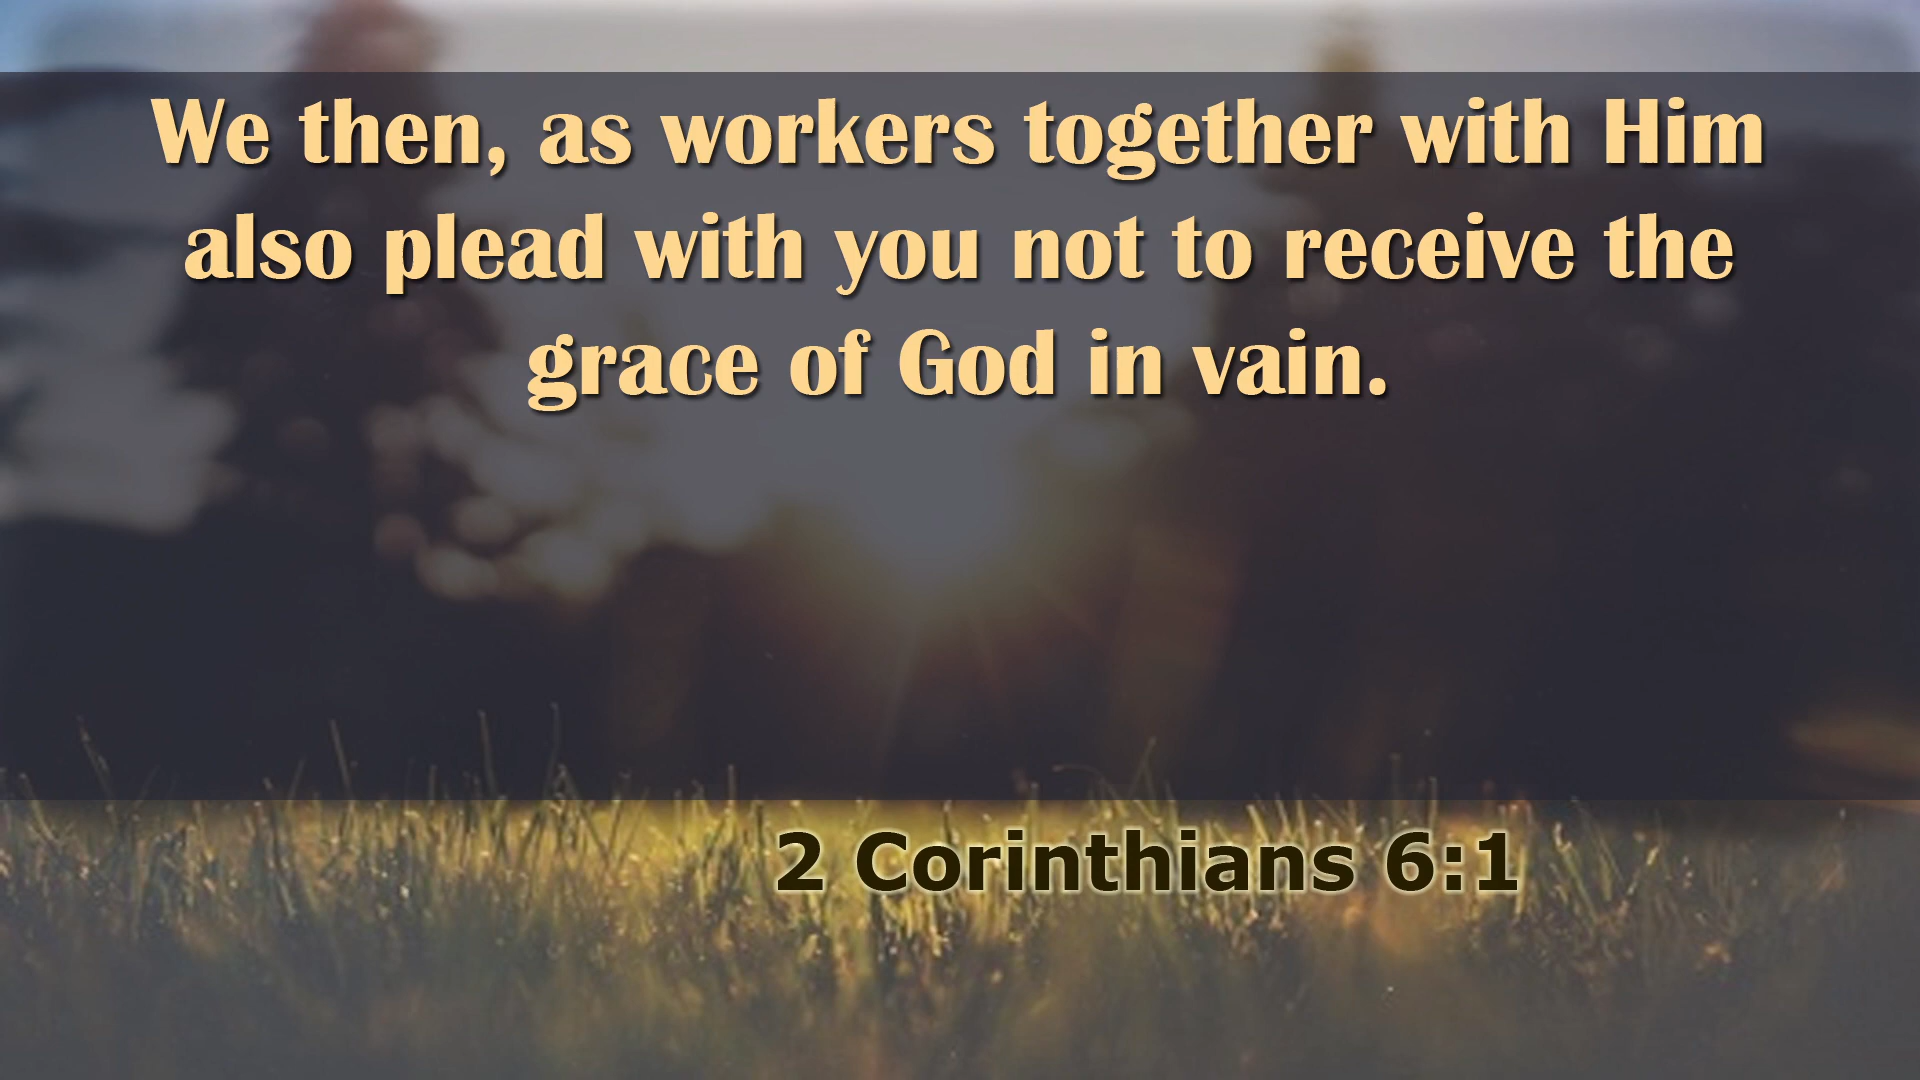 We then, as workers together with Him
also plead with you not to receive the
grace of God in vain.
2 Corinthians 6:1